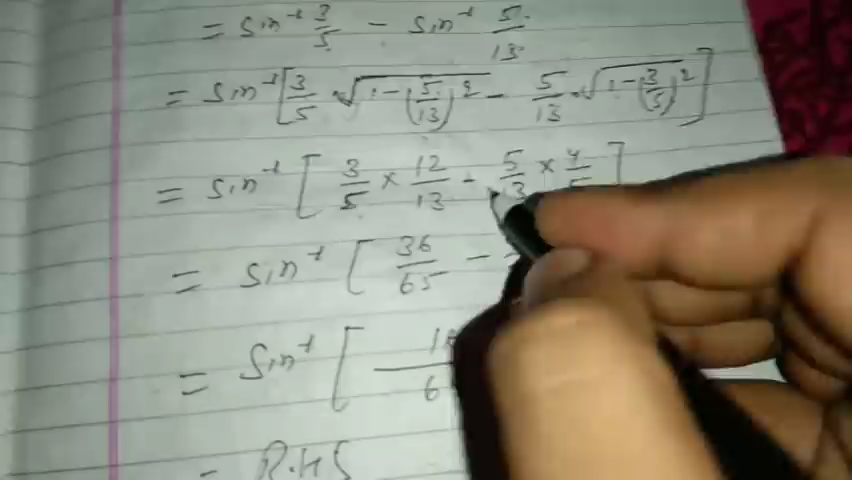 = Sin⁻¹ 3/5 − Sin⁻¹ 5/13
= Sin⁻¹[3/5 √1−(5/13)² − 5/13 √1−(3/5)²]
= Sin⁻¹ [3/5 × 12/13 − 5/13 × 4/5]
= Sin⁻¹ [36/65 −
= Sin⁻¹ [
= R.H.S